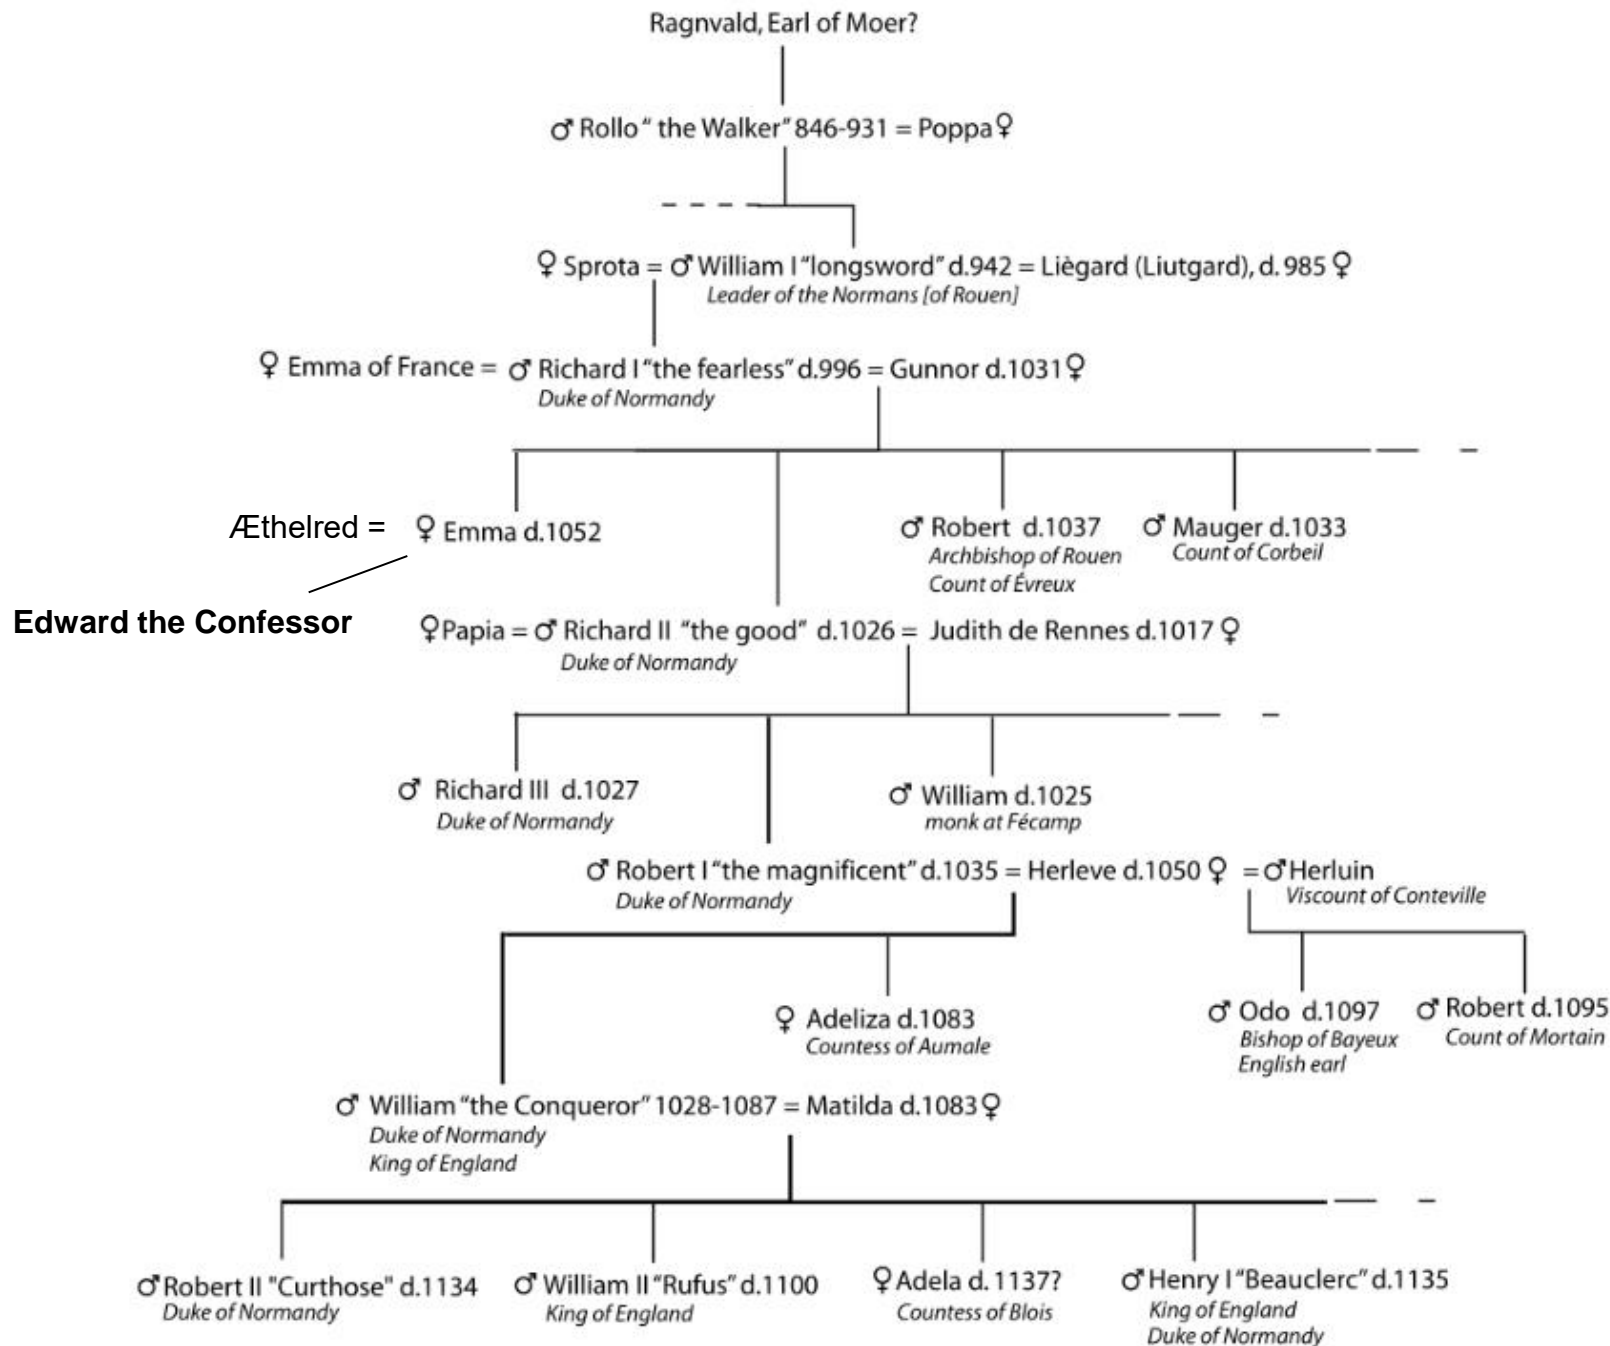 Ragnvald, Earl of Moer?
♂ Rollo “ the Walker” 846-931 = Poppa ♀
♀ Sprota = ♂ William I “longsword” d.942 = Liègard (Liutgard), d. 985 ♀
Leader of the Normans [of Rouen]
♀ Emma of France = ♂ Richard I “the fearless” d.996 = Gunnor d.1031 ♀
Duke of Normandy
Æthelred = ♀ Emma d.1052
♂ Robert d.1037
Archbishop of Rouen
Count of Évreux
♂ Mauger d.1033
Count of Corbeil
Edward the Confessor
♀ Papia = ♂ Richard II “the good” d.1026 = Judith de Rennes d.1017 ♀
Duke of Normandy
♂ Richard III d.1027
Duke of Normandy
♂ William d.1025
monk at Fécamp
♂ Robert I “the magnificent” d.1035 = Herleve d.1050 ♀ = ♂ Herluin
Duke of Normandy
Viscount of Conteville
♀ Adeliza d.1083
Countess of Aumale
♂ Odo d.1097
Bishop of Bayeux
English earl
♂ Robert d.1095
Count of Mortain
♂ William “the Conqueror” 1028-1087 = Matilda d.1083 ♀
Duke of Normandy
King of England
♂ Robert II "Curthose" d.1134
Duke of Normandy
♂ William II “Rufus” d.1100
King of England
♀ Adela d. 1137?
Countess of Blois
♂ Henry I “Beauclerc” d.1135
King of England
Duke of Normandy